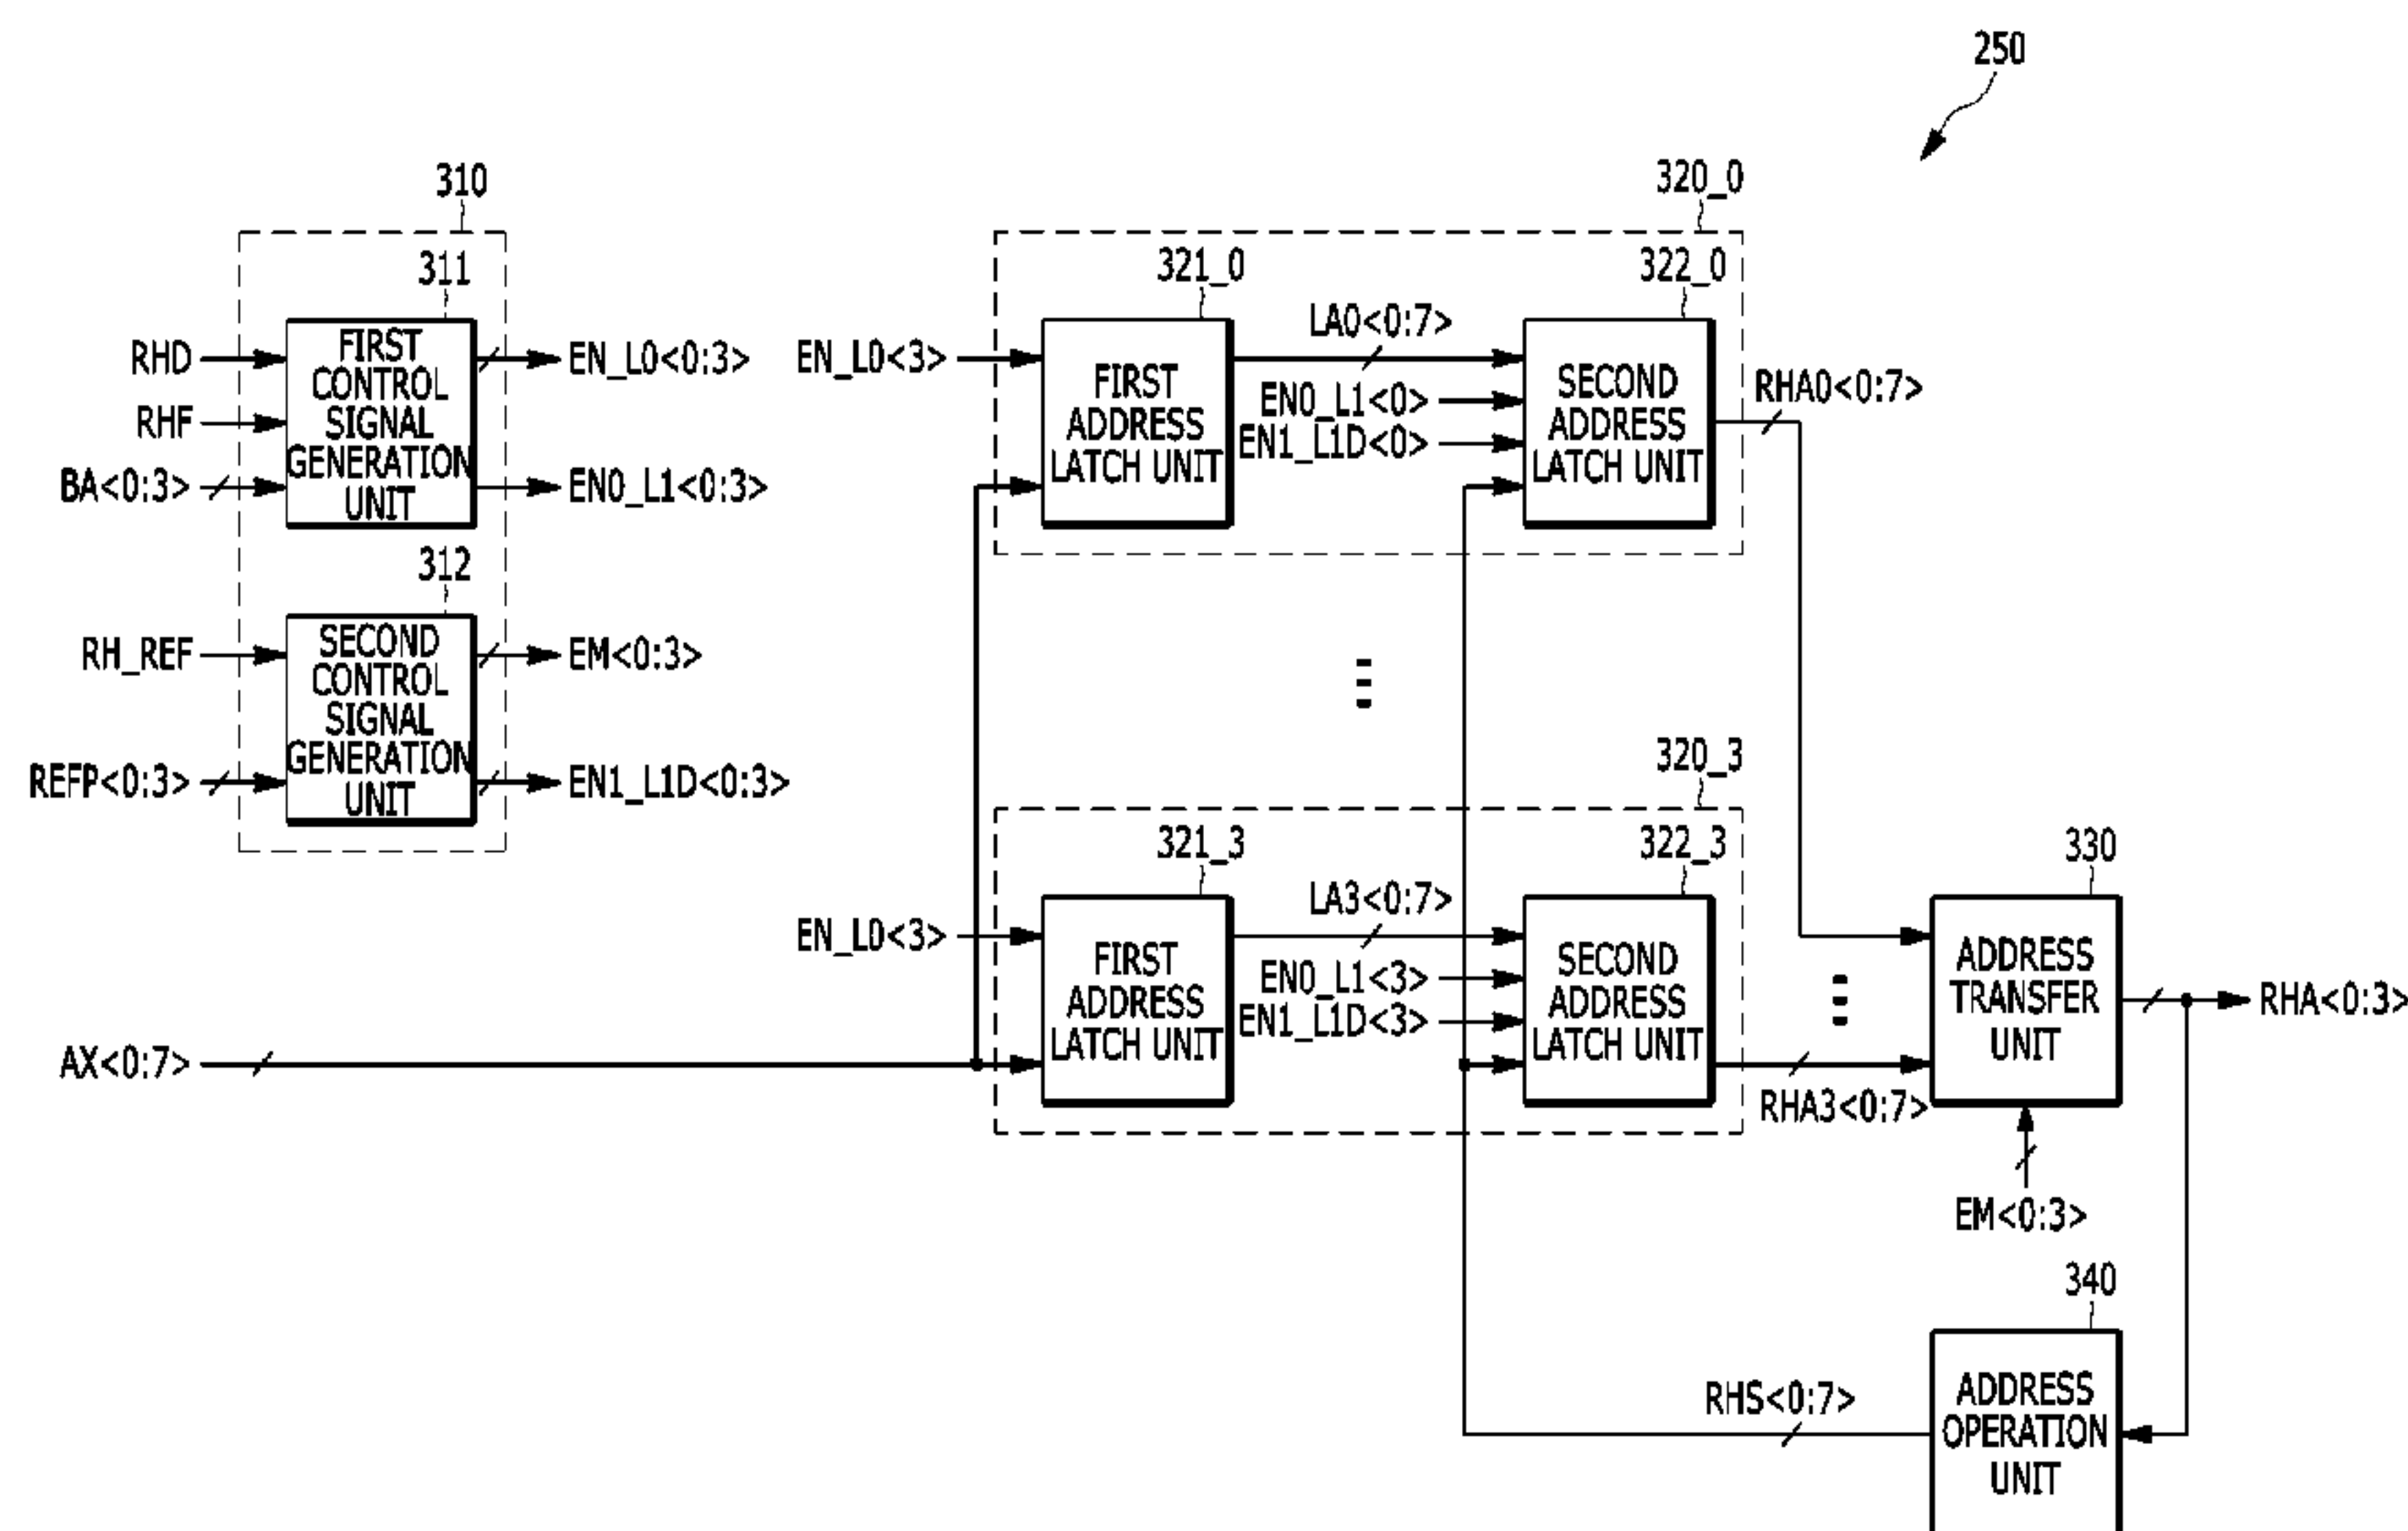 250
310
320_0
311
321_0
322_0
RHD
RHF
BA<0:3>
FIRST
CONTROL
SIGNAL
GENERATION
UNIT
EN_L0<0:3>
EN0_L1<0:3>
EN_L0<3>
FIRST
ADDRESS
LATCH UNIT
LA0<0:7>
EN0_L1<0>
EN1_L1D<0>
SECOND
ADDRESS
LATCH UNIT
RHA0<0:7>
312
RH_REF
REFP<0:3>
SECOND
CONTROL
SIGNAL
GENERATION
UNIT
EM<0:3>
EN1_L1D<0:3>
320_3
321_3
322_3
330
EN_L0<3>
AX<0:7>
FIRST
ADDRESS
LATCH UNIT
LA3<0:7>
EN0_L1<3>
EN1_L1D<3>
SECOND
ADDRESS
LATCH UNIT
RHA3<0:7>
ADDRESS
TRANSFER
UNIT
RHA<0:3>
EM<0:3>
340
RHS<0:7>
ADDRESS
OPERATION
UNIT